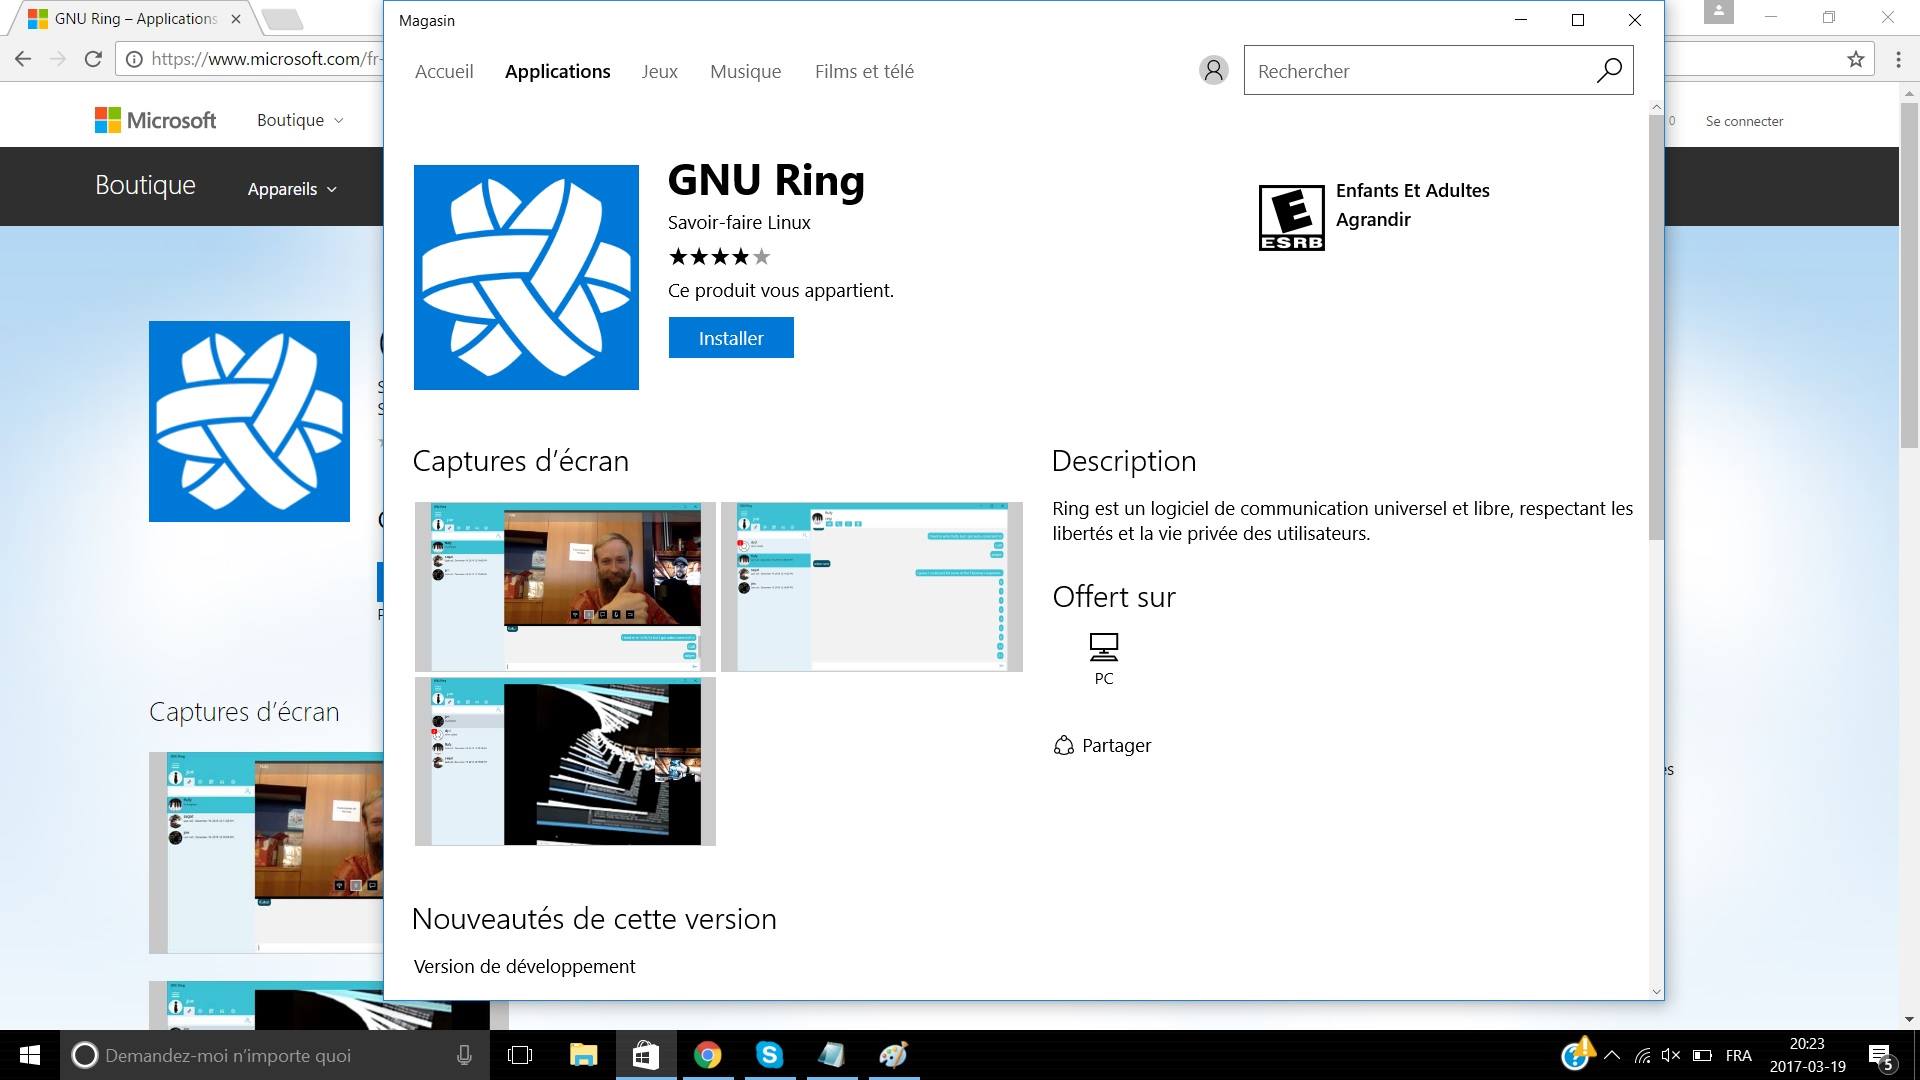 GNU Ring – Applications
https://www.microsoft.com/fr-
Microsoft
Boutique
0
Se connecter
Boutique
Appareils
Captures d’écran
Magasin
Accueil
Applications
Jeux
Musique
Films et télé
Rechercher
GNU Ring
Savoir-faire Linux
Ce produit vous appartient.
Installer
E
ESRB
Enfants Et Adultes
Agrandir
Captures d’écran
Description
Ring est un logiciel de communication universel et libre, respectant les
libertés et la vie privée des utilisateurs.
Offert sur
PC
Partager
Nouveautés de cette version
Version de développement
Demandez-moi n’importe quoi
FRA
20:23
2017-03-19
5